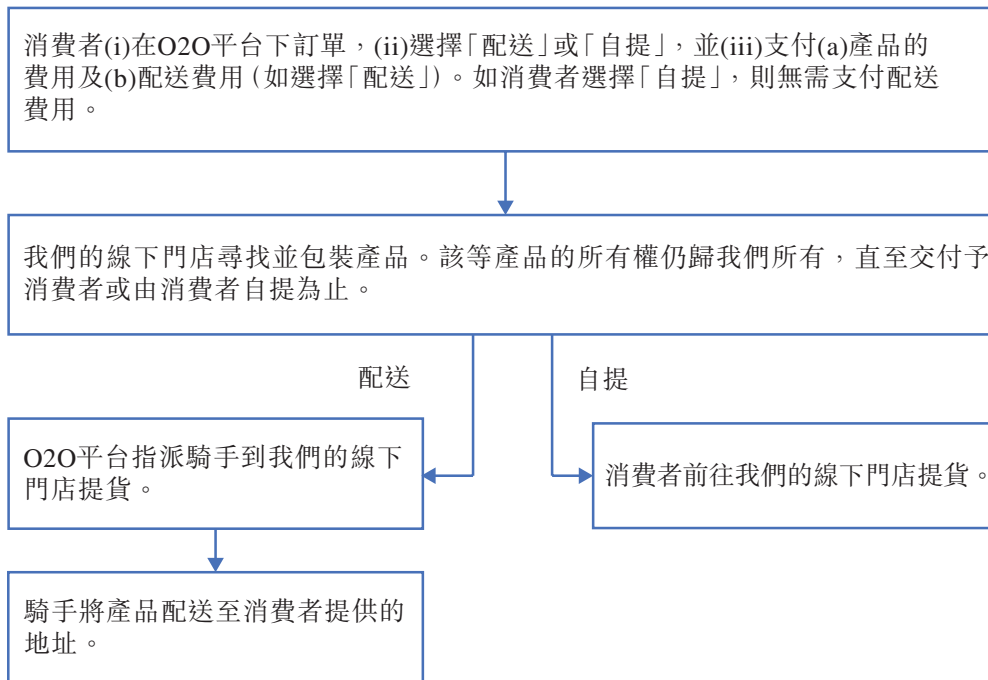 消費者(i)在O2O平台下訂單，(ii)選擇「配送」或「自提」，並(iii)支付(a)產品的
費用及(b)配送費用（如選擇「配送」）。如消費者選擇「自提」，則無需支付配送
費用。
我們的線下門店尋找並包裝產品。該等產品的所有權仍歸我們所有，直至交付予
消費者或由消費者自提為止。
配送
自提
O2O平台指派騎手到我們的線下
門店提貨。
消費者前往我們的線下門店提貨。
騎手將產品配送至消費者提供的
地址。